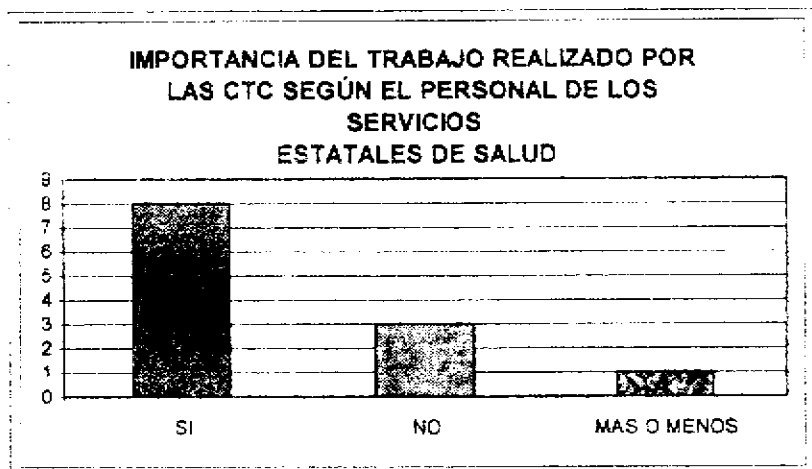 IMPORTANCIA DEL TRABAJO REALIZADO POR
LAS CTC SEGÚN EL PERSONAL DE LOS
SERVICIOS
ESTATALES DE SALUD
9
8
7
6
5
4
3
2
1
0
SI
NO
MAS O MENOS